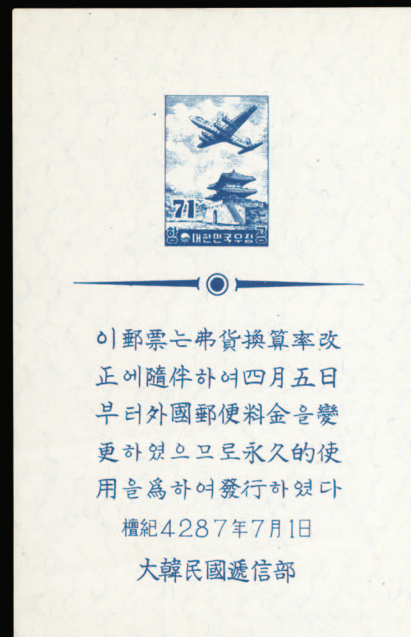 71
항 대한민국우정 공
이 郵票는 弗貨換算率改
正에 隨伴하여 四月五日
부터 外國郵便料金을 變
更하였으므로 永久的使
用을 爲하여 發行하였다
檀紀4287年7月1日
大韓民國遞信部